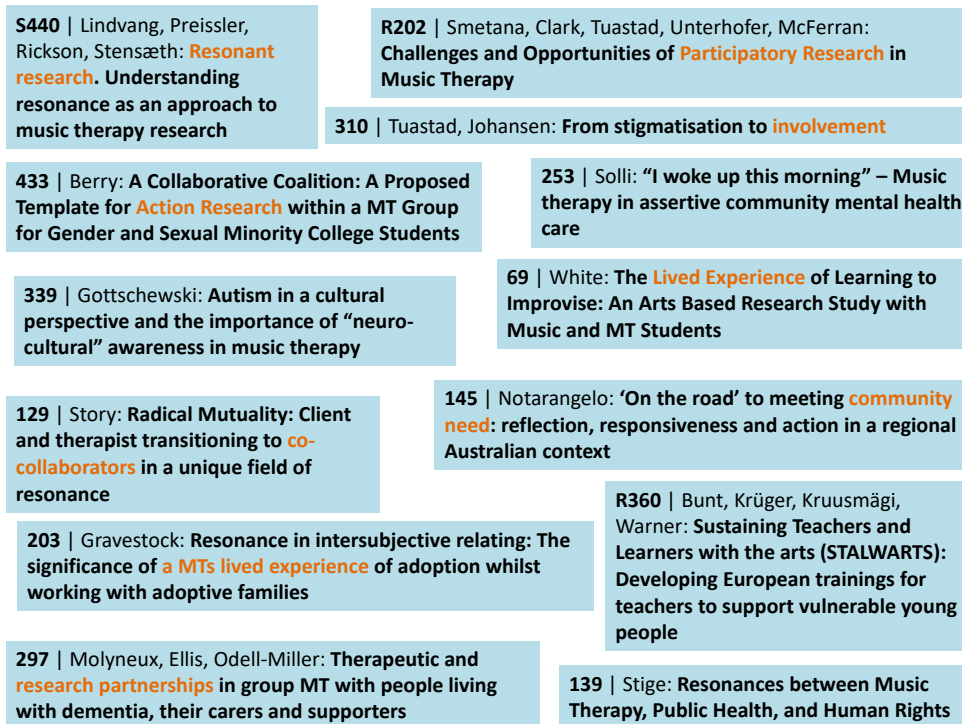 S440 | Lindvang, Preissler,
Rickson, Stensæth: Resonant
research. Understanding
resonance as an approach to
music therapy research
R202 | Smetana, Clark, Tuastad, Unterhofer, McFerran:
Challenges and Opportunities of Participatory Research in
Music Therapy
310 | Tuastad, Johansen: From stigmatisation to involvement
433 | Berry: A Collaborative Coalition: A Proposed
Template for Action Research within a MT Group
for Gender and Sexual Minority College Students
253 | Solli: “I woke up this morning” – Music
therapy in assertive community mental health
care
339 | Gottschewski: Autism in a cultural
perspective and the importance of “neuro-
cultural” awareness in music therapy
69 | White: The Lived Experience of Learning to
Improvise: An Arts Based Research Study with
Music and MT Students
129 | Story: Radical Mutuality: Client
and therapist transitioning to co-
collaborators in a unique field of
resonance
145 | Notarangelo: ‘On the road’ to meeting community
need: reflection, responsiveness and action in a regional
Australian context
203 | Gravestock: Resonance in intersubjective relating: The
significance of a MTs lived experience of adoption whilst
working with adoptive families
R360 | Bunt, Krüger, Kruusmägi,
Warner: Sustaining Teachers and
Learners with the arts (STALWARTS):
Developing European trainings for
teachers to support vulnerable young
people
297 | Molyneux, Ellis, Odell-Miller: Therapeutic and
research partnerships in group MT with people living
with dementia, their carers and supporters
139 | Stige: Resonances between Music
Therapy, Public Health, and Human Rights